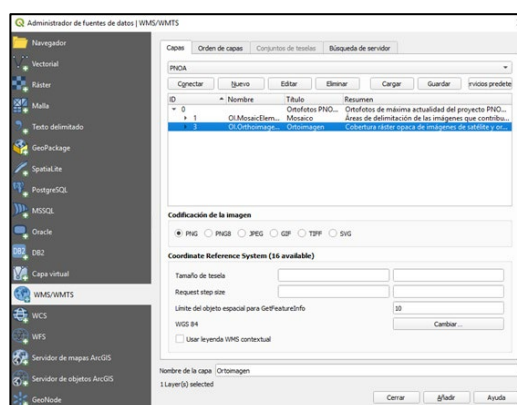 Administrador de fuentes de datos | WMS/WMTS
Navegador
Vectorial
Ráster
Malla
Texto delimitado
GeoPackage
SpatiaLite
PostgreSQL
MSSQL
Oracle
DB2
Capa virtual
WMS/WMTS
WCS
WFS
Servidor de mapas ArcGIS
Servidor de objetos ArcGIS
GeoNode
Capas Orden de capas Conjuntos de teselas Búsqueda de servidor
PNOA
Conectar Nuevo Editar Eliminar Cargar Guardar ervicios predete
ID Nombre Título Resumen
0 Ortofotos PNO... Ortofotos de máxima actualidad del proyecto PNO...
1 OI.MosaicElem... Mosaico Áreas de delimitación de las imágenes que contribu...
3 OI.Orthoimage... Ortoimagen Cobertura ráster opaca de imágenes de satélite y or...
Codificación de la imagen
PNG PNG8 JPEG GIF TIFF SVG
Coordinate Reference System (16 available)
Tamaño de tesela
Request step size
Límite del objeto espacial para GetFeatureInfo 10
WGS 84 Cambiar...
Usar leyenda WMS contextual
Nombre de la capa Ortoimagen
1 Layer(s) selected
Cerrar Añadir Ayuda